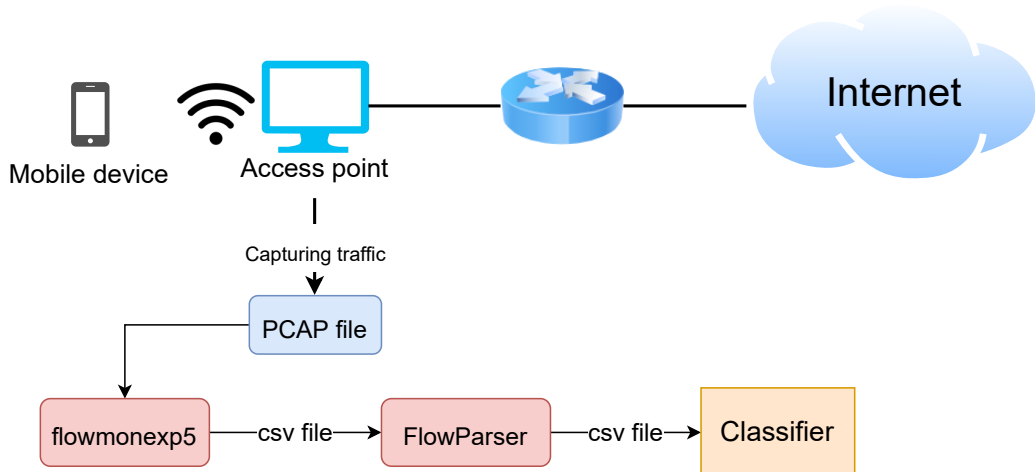 Internet
Mobile device
Access point
Capturing traffic
PCAP file
flowmonexp5
csv file
FlowParser
csv file
Classifier